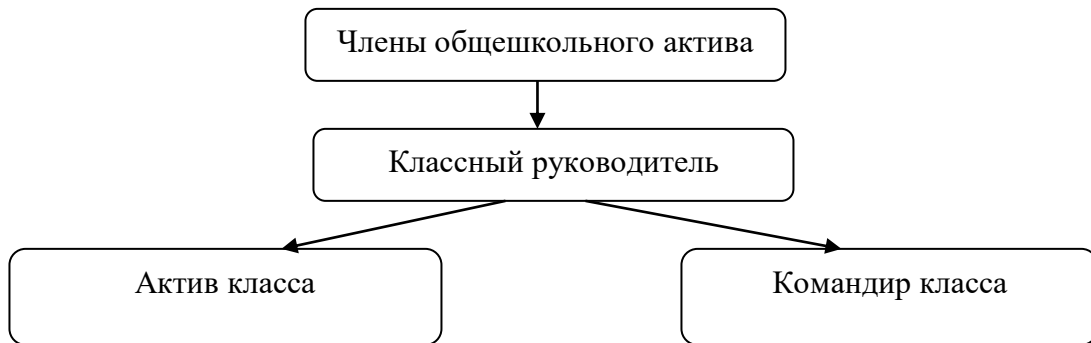 Члены общешкольного актива
Классный руководитель
Актив класса
Командир класса